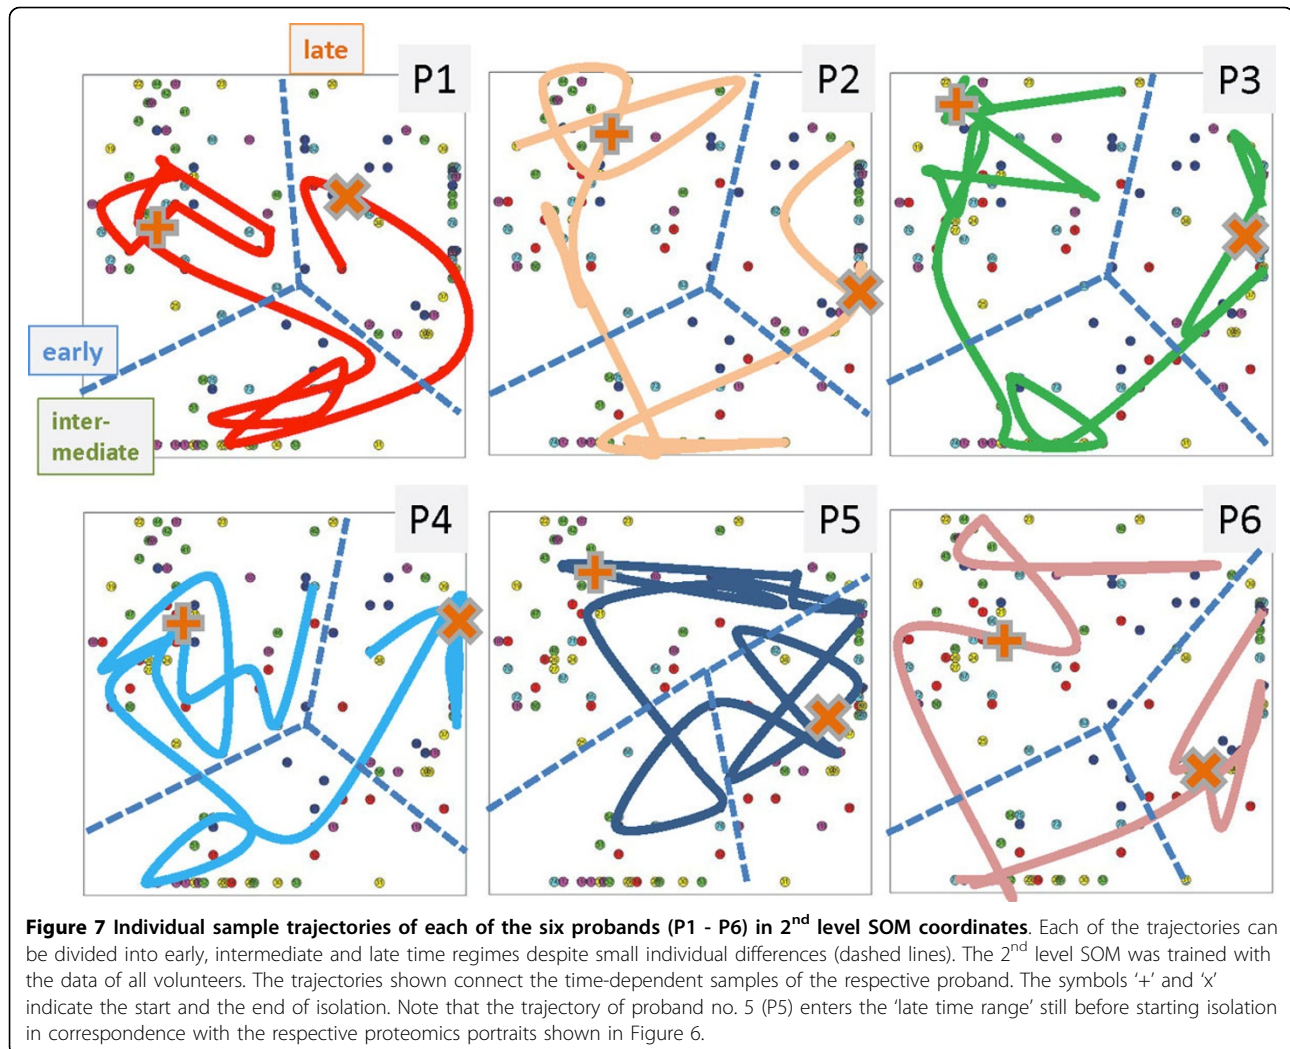 late
P1
P2
P3
early
inter-
mediate
P4
P5
P6
Figure 7 Individual sample trajectories of each of the six probands (P1 - P6) in 2nd level SOM coordinates. Each of the trajectories can
be divided into early, intermediate and late time regimes despite small individual differences (dashed lines). The 2nd level SOM was trained with
the data of all volunteers. The trajectories shown connect the time-dependent samples of the respective proband. The symbols ‘+’ and ‘x’
indicate the start and the end of isolation. Note that the trajectory of proband no. 5 (P5) enters the ‘late time range’ still before starting isolation
in correspondence with the respective proteomics portraits shown in Figure 6.